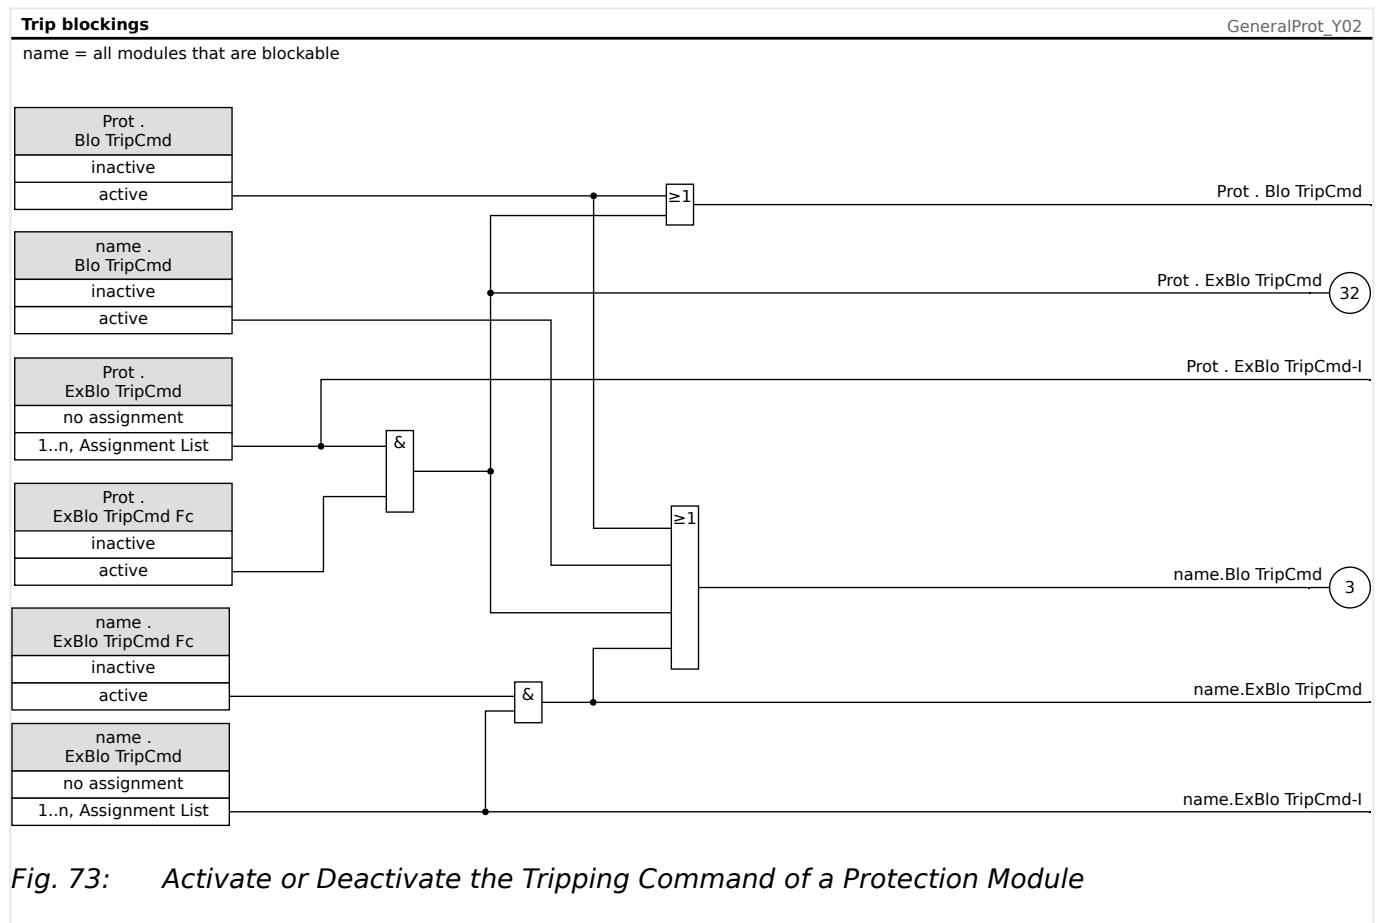 Trip blockings
GeneralProt_Y02
name = all modules that are blockable
Prot .
Blo TripCmd
inactive
active
≥1
Prot . Blo TripCmd
name .
Blo TripCmd
inactive
active
Prot . ExBlo TripCmd
32
Prot .
ExBlo TripCmd
no assignment
1..n, Assignment List
Prot . ExBlo TripCmd-I
&
Prot .
ExBlo TripCmd Fc
inactive
active
≥1
name.Blo TripCmd
3
name .
ExBlo TripCmd Fc
inactive
active
&
name.ExBlo TripCmd
name .
ExBlo TripCmd
no assignment
1..n, Assignment List
name.ExBlo TripCmd-I
Fig. 73: Activate or Deactivate the Tripping Command of a Protection Module